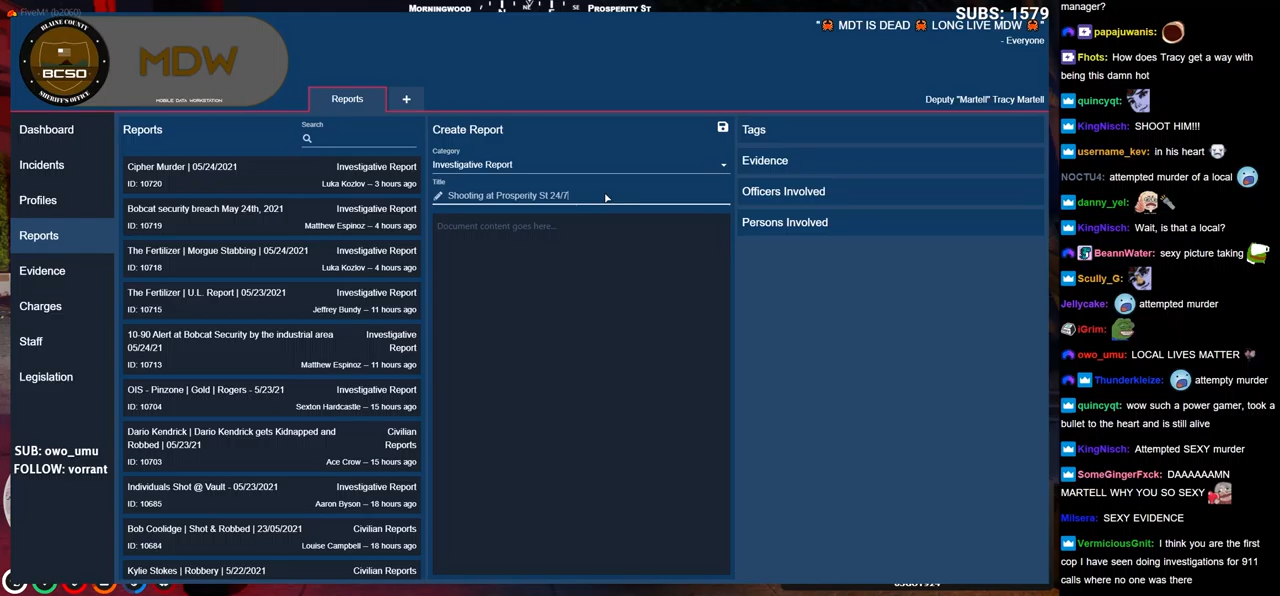 FiveM® (b2060)
MORNINGWOOD
NE
SE
PROSPERITY ST
SUBS: 1579
BLAINE COUNTY
BCSO
SHERIFF'S OFFICE
MDW
MOBILE DATA WORKSTATION
" MDT IS DEAD LONG LIVE MDW "
- Everyone
Reports
+
Deputy "Martell" Tracy Martell
Dashboard
Incidents
Profiles
Reports
Evidence
Charges
Staff
Legislation
SUB: owo_umu
FOLLOW: vorrant
Reports
Search
Cipher Murder | 05/24/2021 Investigative Report
ID: 10720 Luka Kozlov – 3 hours ago
Bobcat security breach May 24th, 2021 Investigative Report
ID: 10719 Matthew Espinoz – 4 hours ago
The Fertilizer | Morgue Stabbing | 05/24/2021 Investigative Report
ID: 10718 Luka Kozlov – 4 hours ago
The Fertilizer | U.L. Report | 05/23/2021 Investigative Report
ID: 10715 Jeffrey Bundy – 11 hours ago
10-90 Alert at Bobcat Security by the industrial area Investigative
05/24/21 Report
ID: 10713 Matthew Espinoz – 11 hours ago
OIS - Pinzone | Gold | Rogers - 5/23/21 Investigative Report
ID: 10704 Sexton Hardcastle – 15 hours ago
Dario Kendrick | Dario Kendrick gets Kidnapped and Civilian
Robbed | 05/23/21 Reports
ID: 10703 Ace Crow – 15 hours ago
Individuals Shot @ Vault - 05/23/2021 Investigative Report
ID: 10685 Aaron Byson – 18 hours ago
Bob Coolidge | Shot & Robbed | 23/05/2021 Civilian Reports
ID: 10684 Louise Campbell – 18 hours ago
Kylie Stokes | Robbery | 5/22/2021 Civilian Reports
Create Report
Category
Investigative Report
Title
Shooting at Prosperity St 24/7
Document content goes here...
Tags
Evidence
Officers Involved
Persons Involved
manager?
papajuwanis:
Fhots: How does Tracy get a way with
being this damn hot
quincyqt:
KingNisch: SHOOT HIM!!!
username_kev: in his heart
NOCTU4: attempted murder of a local
danny_yel:
KingNisch: Wait, is that a local?
BeannWater: sexy picture taking
Scully_G:
Jellycake: attempted murder
iGrim:
owo_umu: LOCAL LIVES MATTER
Thunderkleize: attempty murder
quincyqt: wow such a power gamer, took a
bullet to the heart and is still alive
KingNisch: Attempted SEXY murder
SomeGingerFxck: DAAAAAAMN
MARTELL WHY YOU SO SEXY
Miisera: SEXY EVIDENCE
VermiciousGnit: I think you are the first
cop I have seen doing investigations for 911
calls where no one was there